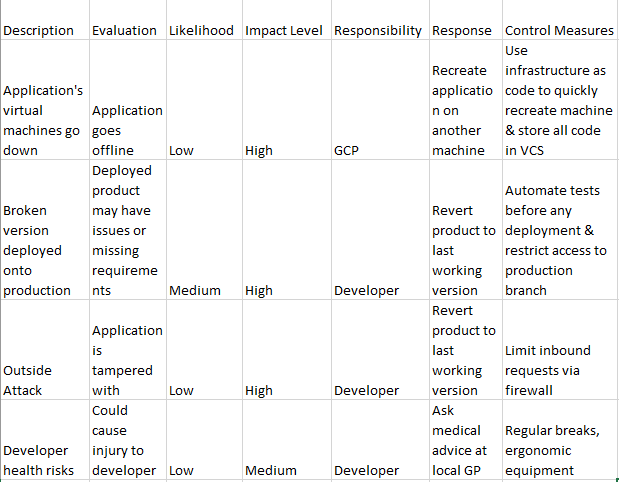 Description Evaluation Likelihood Impact Level Responsibility Response Control Measures
Application's
virtual
machines go
down
Application
goes
offline
Low
High
GCP
Recreate
applicatio
n on
another
machine
Use
infrastructure as
code to quickly
recreate machine
& store all code
in VCS
Broken
version
deployed
onto
production
Deployed
product
may have
issues or
missing
requireme
nts
Medium
High
Developer
Revert
product to
last
working
version
Automate tests
before any
deployment &
restrict access to
production
branch
Outside
Attack
Application
is
tampered
with
Low
High
Developer
Revert
product to
last
working
version
Limit inbound
requests via
firewall
Developer
health risks
Could
cause
injury to
developer
Low
Medium
Developer
Ask
medical
advice at
local GP
Regular breaks,
ergonomic
equipment